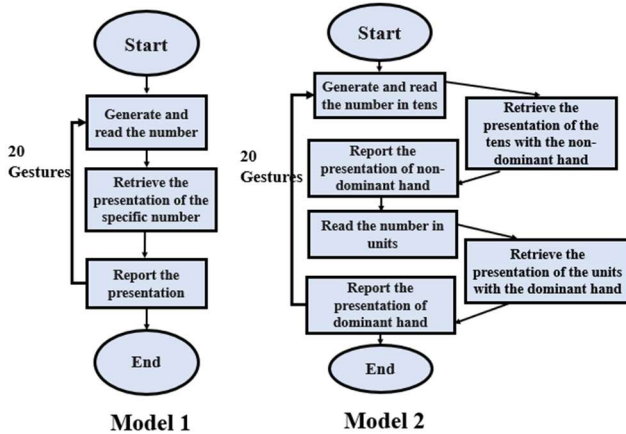 Start
Generate and
read the number
20
Gestures
Retrieve the
presentation of the
specific number
Report the
presentation
End
Model 1
Start
Generate and read
the number in tens
Retrieve the
presentation of the
tens with the non-
dominant hand
20
Gestures
Report the
presentation of non-
dominant hand
Read the number in
units
Retrieve the
presentation of the units
with the dominant hand
Report the
presentation of
dominant hand
End
Model 2